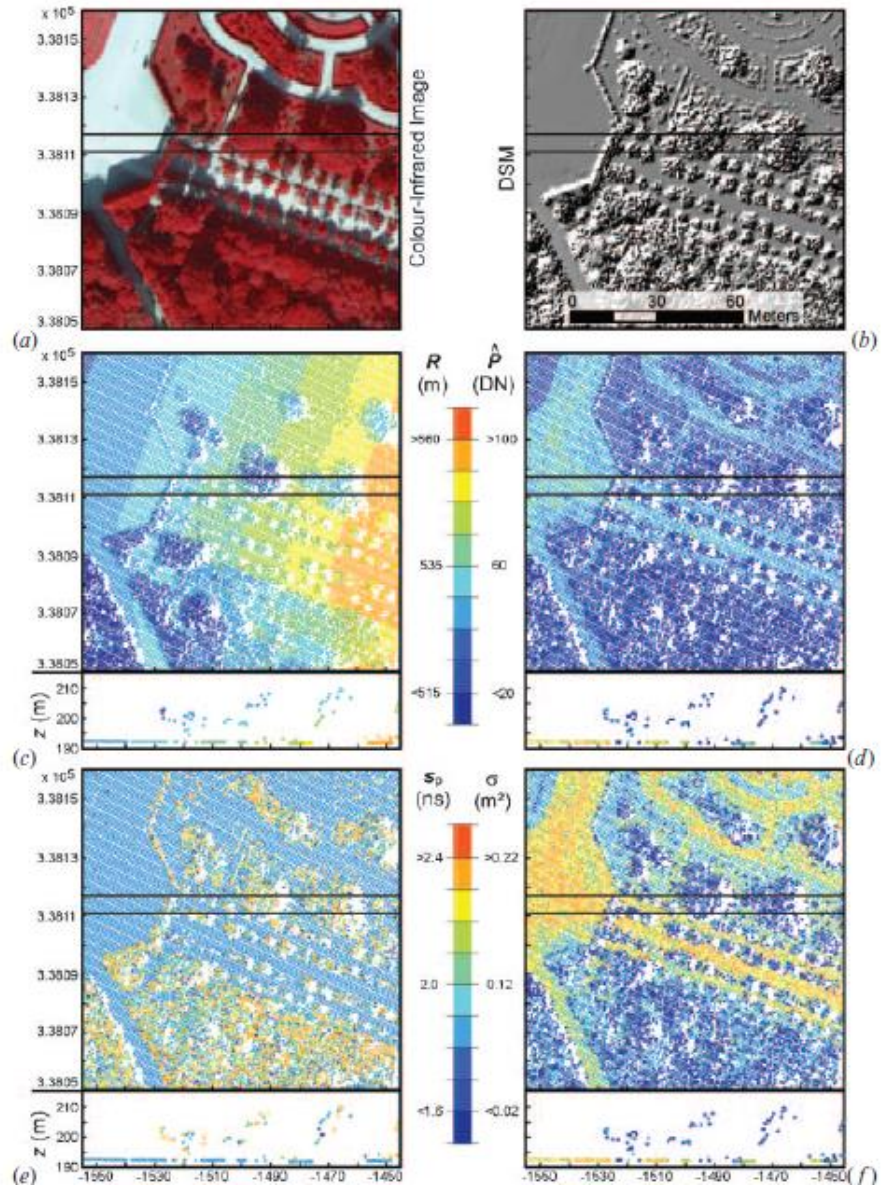 x 10⁵
3.3815
3.3813
3.3811
3.3809
3.3807
3.3805
Colour-Infrared Image
(a)
DSM
0 30 60
Meters
(b)
3.3815
3.3813
3.3811
3.3809
3.3807
3.3805
z (m)
210
200
190
(c)
R P̂
(m) (DN)
>560 >100
535 60
<515 <20
(d)
x 10⁵
3.3815
3.3813
3.3811
3.3809
3.3807
3.3805
z (m)
210
200
190
(e)
sp σ
(ns) (m²)
>2.4 >0.22
2.0 0.12
<1.6 <0.02
-1550 -1530 -1510 -1490 -1470 -1450
-1550 -1530 -1510 -1490 -1470 -1450
(f)